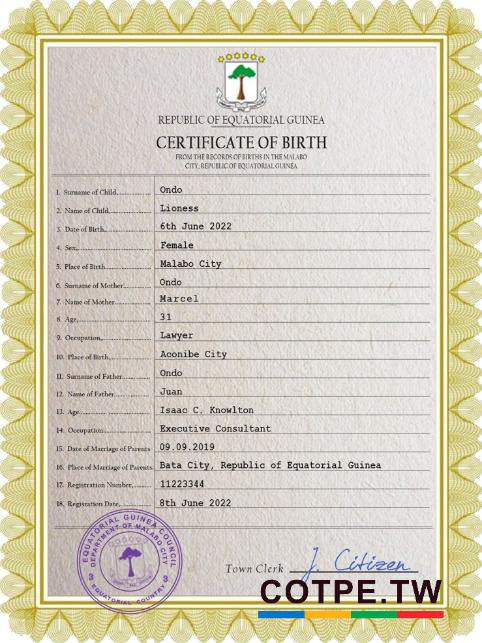 REPUBLIC OF EQUATORIAL GUINEA
CERTIFICATE OF BIRTH
FROM THE RECORDS OF BIRTHS IN THE MALABO
CITY, REPUBLIC OF EQUATORIAL GUINEA
1. Surname of Child.............. Ondo
2. Name of Child................. Lioness
3. Date of Birth................. 6th June 2022
4. Sex........................... Female
5. Place of Birth................ Malabo City
6. Surname of Mother............. Ondo
7. Name of Mother................ Marcel
8. Age........................... 31
9. Occupation.................... Lawyer
10. Place of Birth............... Aconibe City
11. Surname of Father............ Ondo
12. Name of Father............... Juan
13. Age.......................... Isaac C. Knowlton
14. Occupation................... Executive Consultant
15. Date of Marriage of Parents 09.09.2019
16. Place of Marriage of Parents Bata City, Republic of Equatorial Guinea
17. Registration Number,......... 11223344
18. Registration Date,........... 8th June 2022
EQUATORIAL GUINEA COUNCIL
DEPARTMENT OF MALABO CITY
EQUATORIAL COUNTRY
Town Clerk J. Citizen
COTPE.TW